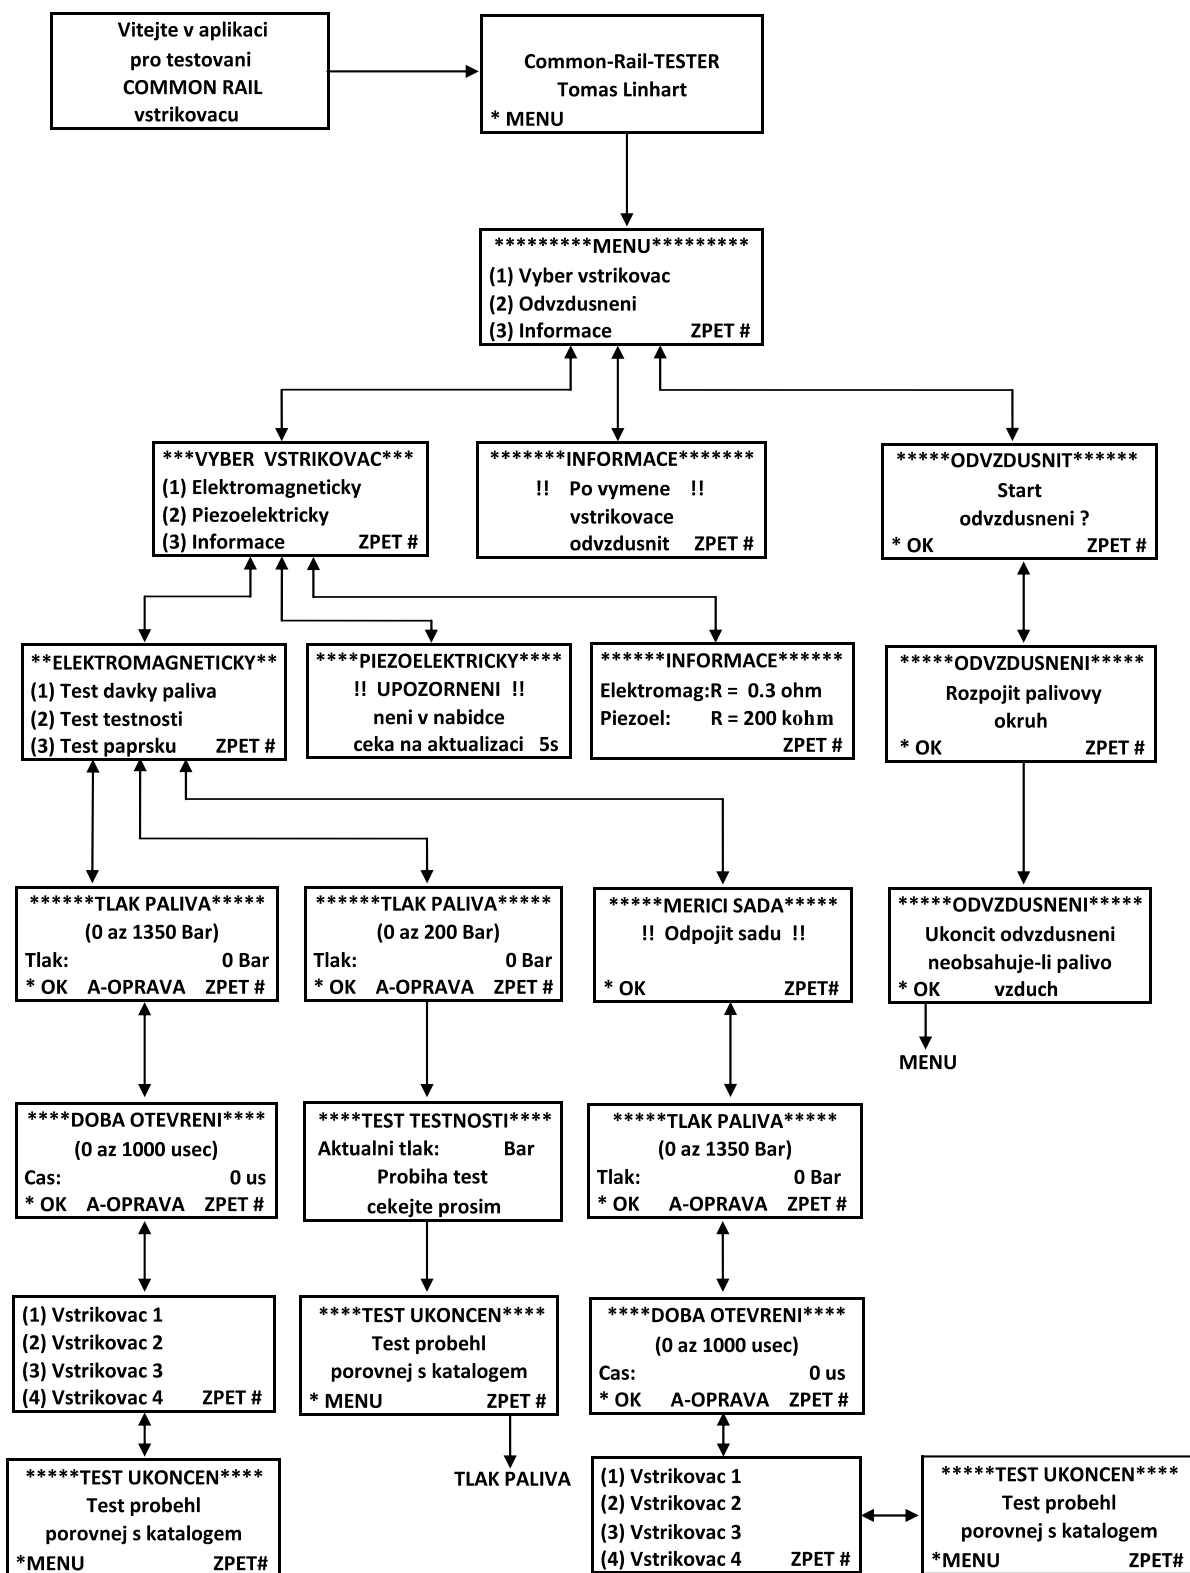 Vitejte v aplikaci
pro testovani
COMMON RAIL
vstrikovacu
Common-Rail-TESTER
Tomas Linhart
* MENU
*********MENU*********
(1) Vyber vstrikovac
(2) Odvzdusneni
(3) Informace ZPET #
***VYBER VSTRIKOVAC***
(1) Elektromagneticky
(2) Piezoelektricky
(3) Informace ZPET #
*******INFORMACE*******
!! Po vymene !!
vstrikovace
odvzdusnit ZPET #
*****ODVZDUSNIT******
Start
odvzdusneni ?
* OK ZPET #
**ELEKTROMAGNETICKY**
(1) Test davky paliva
(2) Test testnosti
(3) Test paprsku ZPET #
****PIEZOELEKTRICKY****
!! UPOZORNENI !!
neni v nabidce
ceka na aktualizaci 5s
******INFORMACE******
Elektromag:R = 0.3 ohm
Piezoel: R = 200 kohm
ZPET #
*****ODVZDUSNENI*****
Rozpojit palivovy
okruh
* OK ZPET #
******TLAK PALIVA*****
(0 az 1350 Bar)
Tlak: 0 Bar
* OK A-OPRAVA ZPET #
******TLAK PALIVA*****
(0 az 200 Bar)
Tlak: 0 Bar
* OK A-OPRAVA ZPET #
*****MERICI SADA*****
!! Odpojit sadu !!
* OK ZPET#
*****ODVZDUSNENI*****
Ukoncit odvzdusneni
neobsahuje-li palivo
* OK vzduch
MENU
****DOBA OTEVRENI****
(0 az 1000 usec)
Cas: 0 us
* OK A-OPRAVA ZPET #
****TEST TESTNOSTI****
Aktualni tlak: Bar
Probiha test
cekejte prosim
*****TLAK PALIVA*****
(0 az 1350 Bar)
Tlak: 0 Bar
* OK A-OPRAVA ZPET #
(1) Vstrikovac 1
(2) Vstrikovac 2
(3) Vstrikovac 3
(4) Vstrikovac 4 ZPET #
****TEST UKONCEN****
Test probehl
porovnej s katalogem
* MENU ZPET #
TLAK PALIVA
****DOBA OTEVRENI****
(0 az 1000 usec)
Cas: 0 us
* OK A-OPRAVA ZPET #
*****TEST UKONCEN****
Test probehl
porovnej s katalogem
*MENU ZPET#
(1) Vstrikovac 1
(2) Vstrikovac 2
(3) Vstrikovac 3
(4) Vstrikovac 4 ZPET #
*****TEST UKONCEN****
Test probehl
porovnej s katalogem
*MENU ZPET#